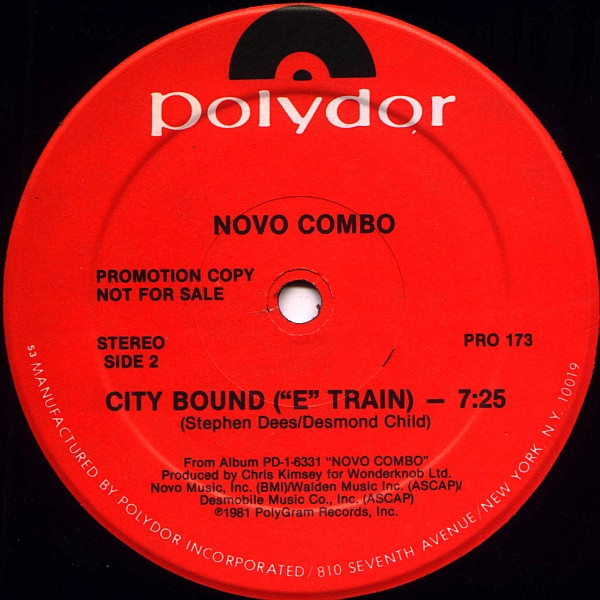 polydor
NOVO COMBO
PROMOTION COPY
NOT FOR SALE
STEREO
SIDE 2
PRO 173
CITY BOUND (“E” TRAIN) — 7:25
(Stephen Dees/Desmond Child)
From Album PD-1-6331 “NOVO COMBO”
Produced by Chris Kimsey for Wonderknob Ltd.
Novo Music, Inc. (BMI)/Walden Music Inc. (ASCAP)/
Desmobile Music Co., Inc. (ASCAP)
℗1981 PolyGram Records, Inc.
53 MANUFACTURED BY POLYDOR INCORPORATED/810 SEVENTH AVENUE/NEW YORK, N.Y. 10019